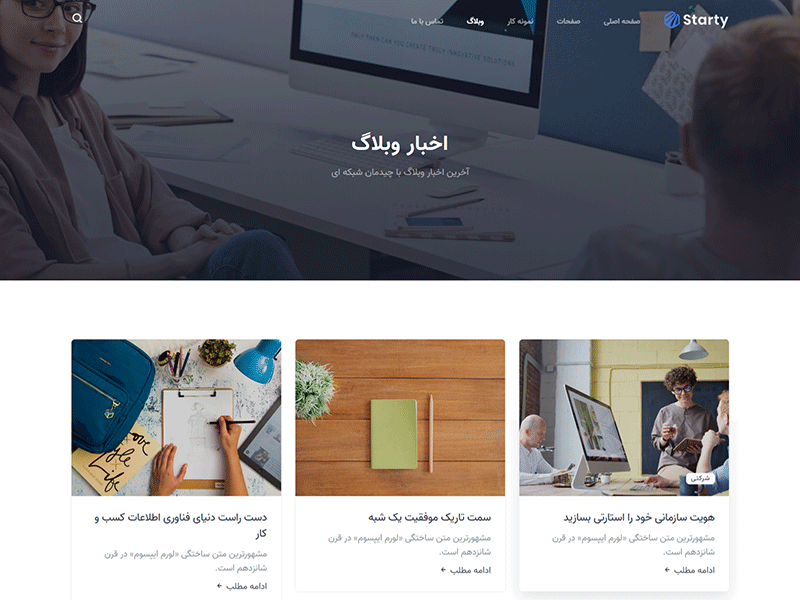 Starty
صفحه اصلی
صفحات
نمونه کار
وبلاگ
تماس با ما
ONLY THEN CAN YOU CREATE TRULY INNOVATIVE SOLUTIONS.
اخبار وبلاگ
آخرین اخبار وبلاگ با چیدمان شبکه ای
شرکتی
هویت سازمانی خود را استارتی بسازید
مشهورترین متن ساختگی «لورم ایپسوم» در قرن
شانزدهم است.
ادامه مطلب ←
سمت تاریک موفقیت یک شبه
مشهورترین متن ساختگی «لورم ایپسوم» در قرن
شانزدهم است.
ادامه مطلب ←
Love
Style
Life
دست راست دنیای فناوری اطلاعات کسب و
کار
مشهورترین متن ساختگی «لورم ایپسوم» در قرن
شانزدهم است.
ادامه مطلب ←